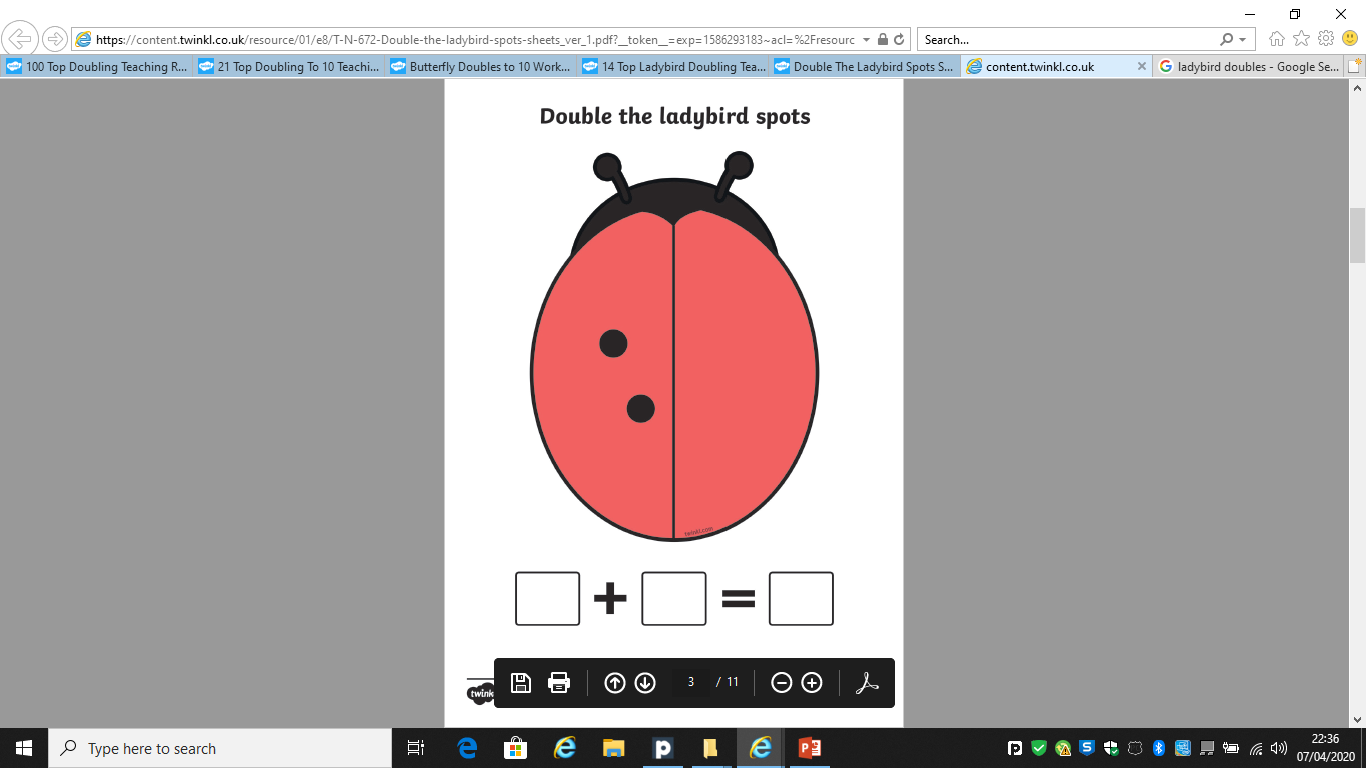 https://content.twinkl.co.uk/resource/01/e8/T-N-672-Double-the-ladybird-spots-sheets_ver_1.pdf?__token__=exp=1586293183~acl=%2Fresourc
Search...
100 Top Doubling Teaching R...
21 Top Doubling To 10 Teachi...
Butterfly Doubles to 10 Work...
14 Top Ladybird Doubling Tea...
Double The Ladybird Spots S...
content.twinkl.co.uk
ladybird doubles - Google Se...
Double the ladybird spots
twinkl.com
+ =
twink
3 / 11
Type here to search
22:36
07/04/2020